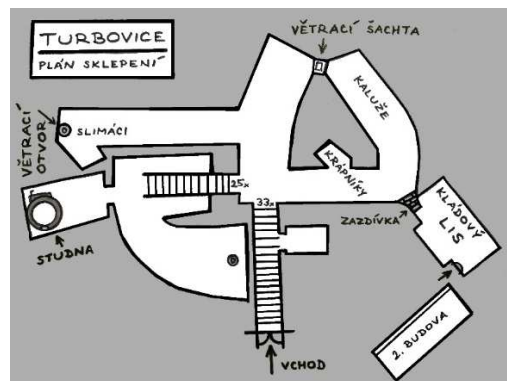 TURBOVICE
PLÁN SKLEPENÍ
VĚTRACÍ ŠACHTA
VĚTRACÍ
OTVOR
SLIMÁCI
KALUŽE
KRÁPNÍKY
25x
33x
ZAZDÍVKA
KLÁDOVÝ
LIS
STUDNA
2. BUDOVA
VCHOD